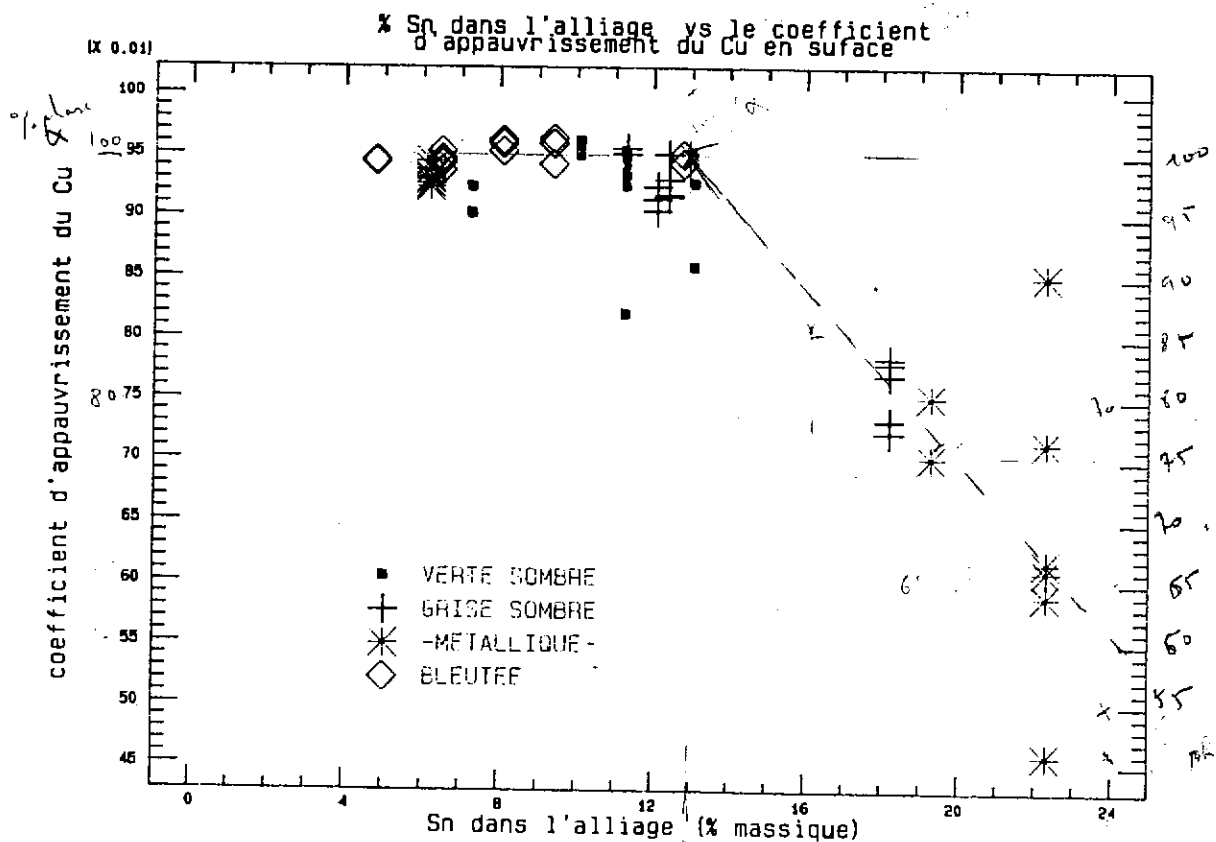 % Sn dans l'alliage vs le coefficient
d'appauvrissement du Cu en suface
(X 0.01)
100
95
90
85
80
75
70
65
60
55
50
45
coefficient d'appauvrissement du Cu
100
80
VERTE SOMBRE
GRISE SOMBRE
-METALLIQUE-
BLEUTEE
100
95
90
85
80
75
70
65
60
55
0 4 8 12 16 20 24
Sn dans l'alliage (% massique)